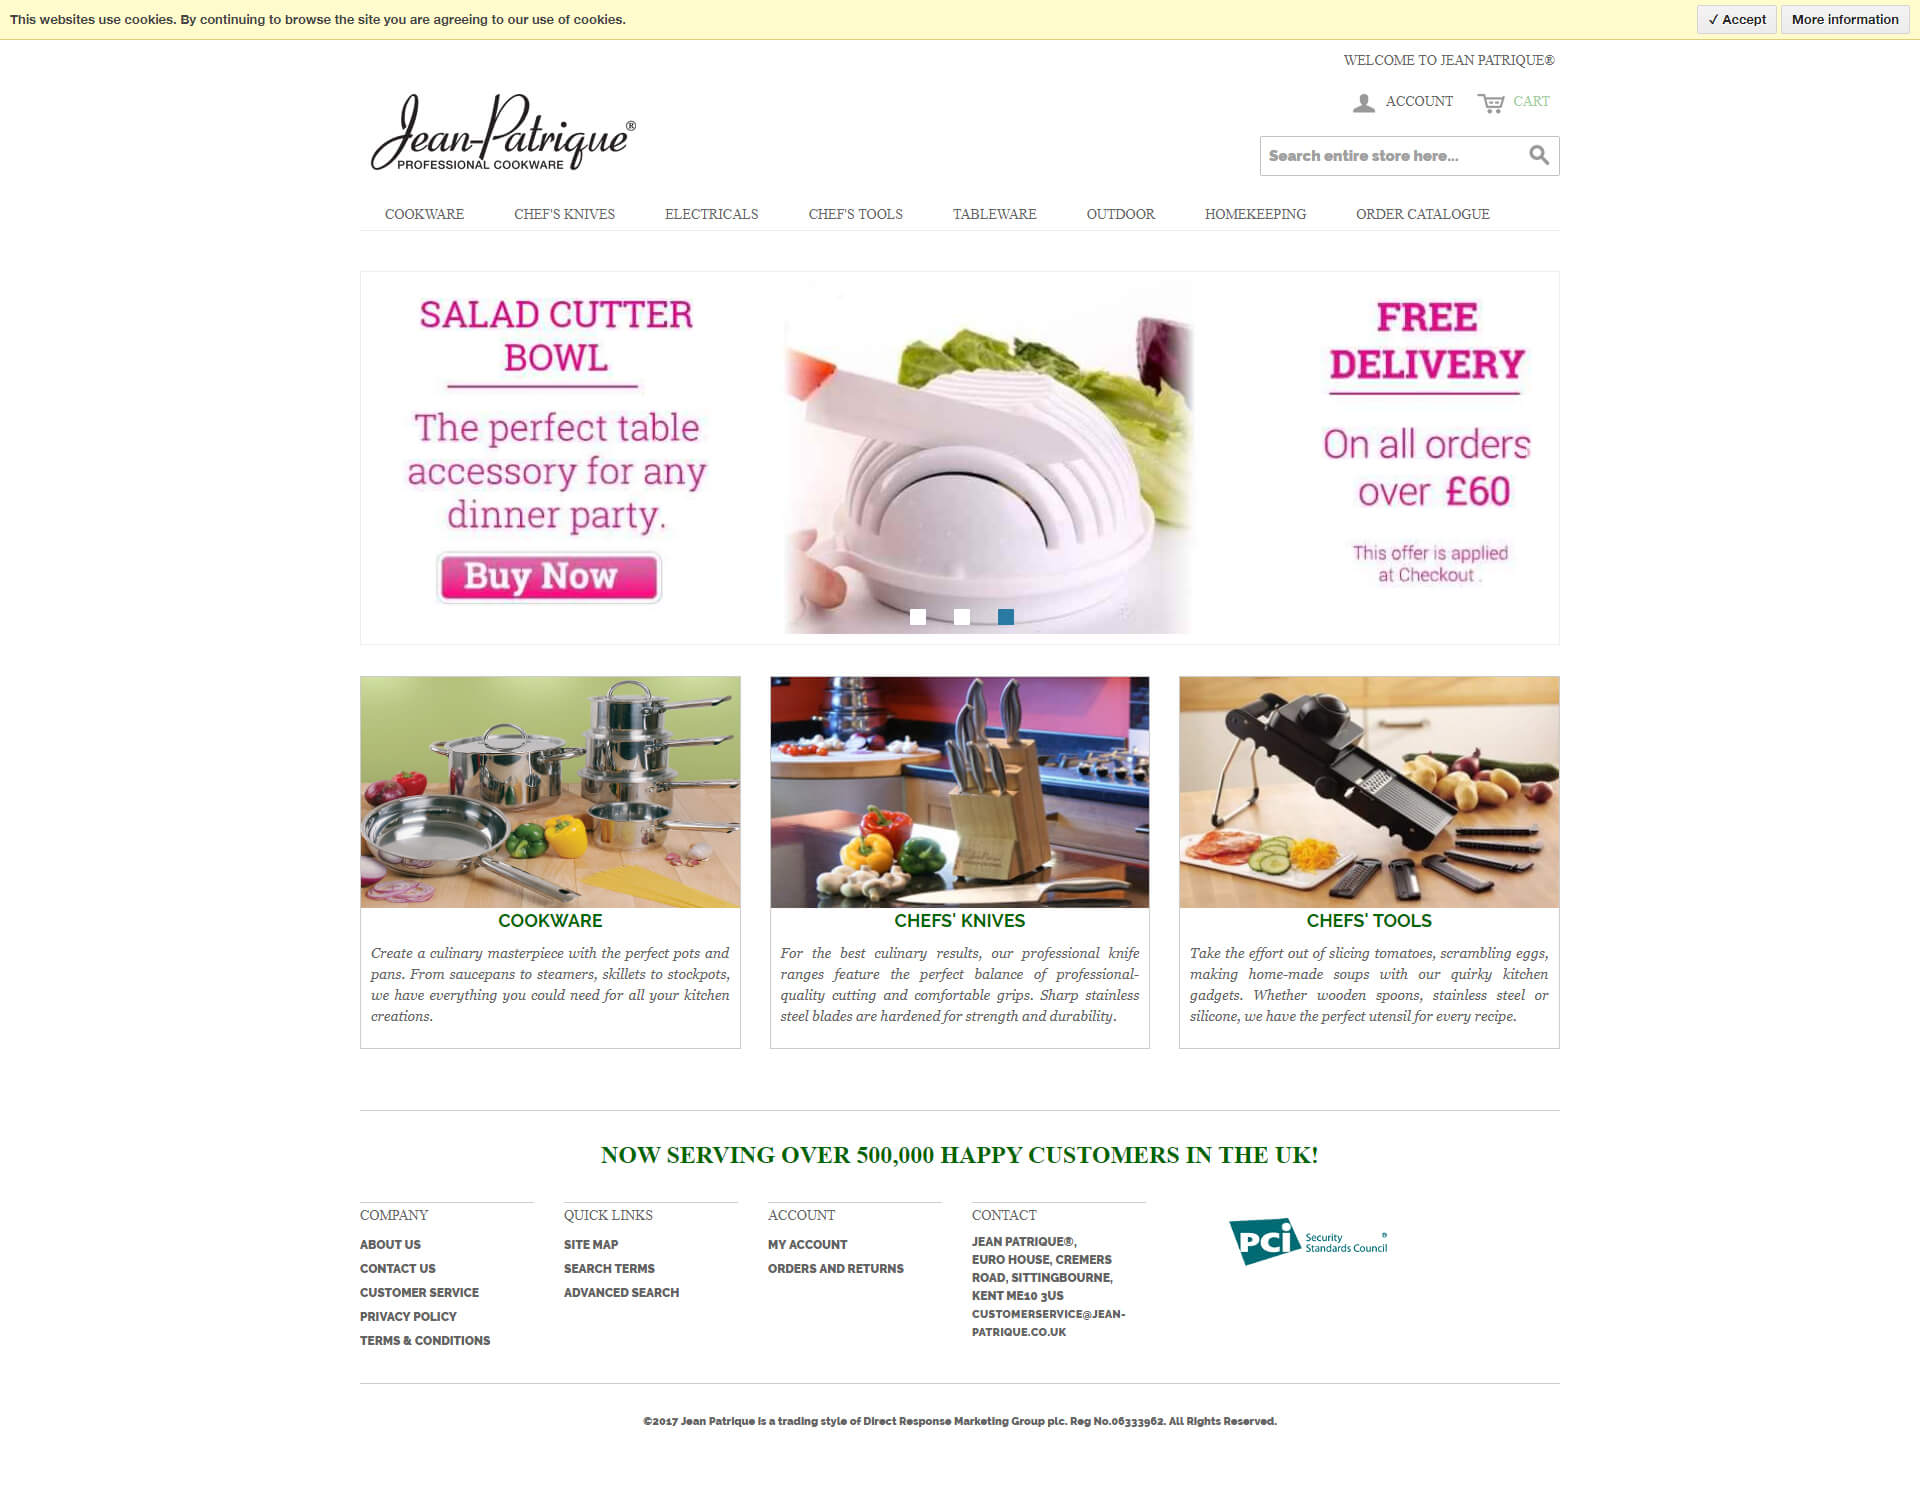 This websites use cookies. By continuing to browse the site you are agreeing to our use of cookies.
✓ Accept
More information
WELCOME TO JEAN PATRIQUE®
ACCOUNT
CART
Jean-Patrique®
PROFESSIONAL COOKWARE
Search entire store here...
COOKWARE
CHEF'S KNIVES
ELECTRICALS
CHEF'S TOOLS
TABLEWARE
OUTDOOR
HOMEKEEPING
ORDER CATALOGUE
SALAD CUTTER
BOWL
The perfect table
accessory for any
dinner party.
Buy Now
FREE
DELIVERY
On all orders
over £60
This offer is applied
at Checkout .
COOKWARE
Create a culinary masterpiece with the perfect pots and
pans. From saucepans to steamers, skillets to stockpots,
we have everything you could need for all your kitchen
creations.
CHEFS' KNIVES
For the best culinary results, our professional knife
ranges feature the perfect balance of professional-
quality cutting and comfortable grips. Sharp stainless
steel blades are hardened for strength and durability.
CHEFS' TOOLS
Take the effort out of slicing tomatoes, scrambling eggs,
making home-made soups with our quirky kitchen
gadgets. Whether wooden spoons, stainless steel or
silicone, we have the perfect utensil for every recipe.
NOW SERVING OVER 500,000 HAPPY CUSTOMERS IN THE UK!
COMPANY
ABOUT US
CONTACT US
CUSTOMER SERVICE
PRIVACY POLICY
TERMS & CONDITIONS
QUICK LINKS
SITE MAP
SEARCH TERMS
ADVANCED SEARCH
ACCOUNT
MY ACCOUNT
ORDERS AND RETURNS
CONTACT
JEAN PATRIQUE®,
EURO HOUSE, CREMERS
ROAD, SITTINGBOURNE,
KENT ME10 3US
CUSTOMERSERVICE@JEAN-
PATRIQUE.CO.UK
PCi Security
Standards Council
©2017 Jean Patrique is a trading style of Direct Response Marketing Group plc. Reg No.06333962. All Rights Reserved.